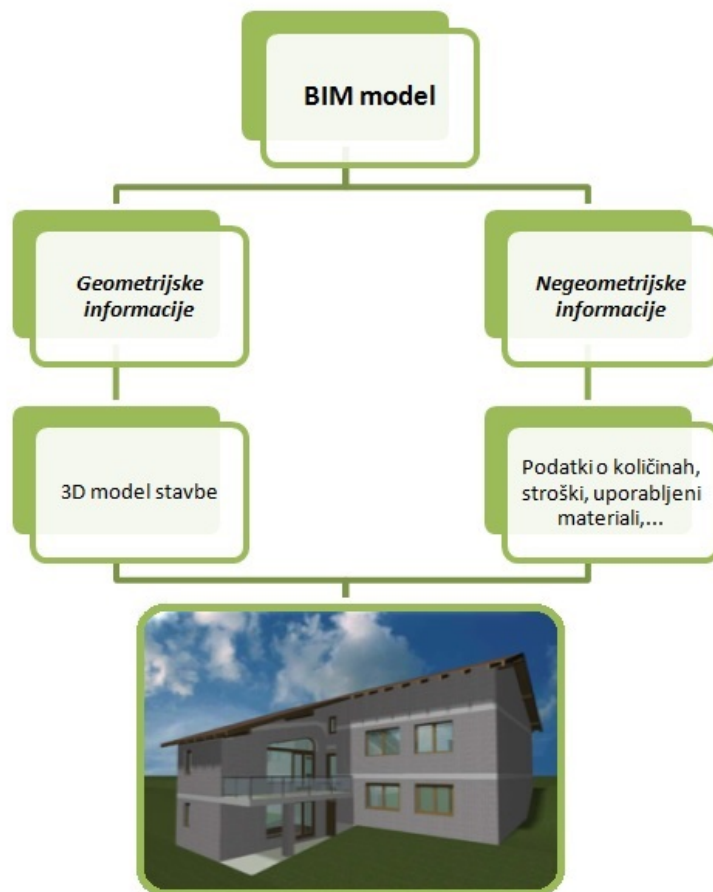 BIM model
Geometrijske
informacije
Negeometrijske
informacije
3D model stavbe
Podatki o količinah,
stroški, uporabljeni
materiali,...